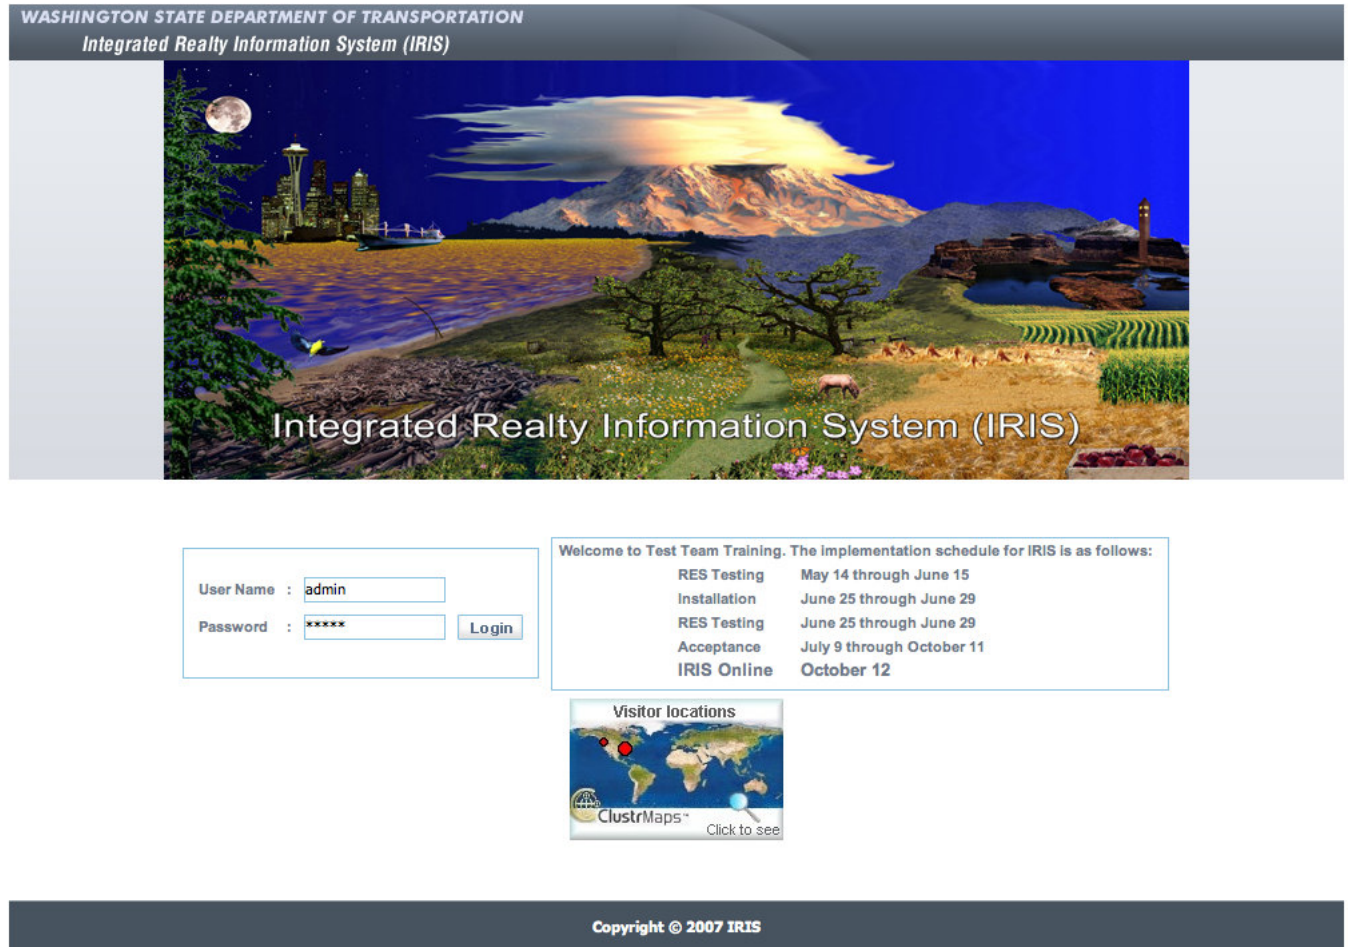 WASHINGTON STATE DEPARTMENT OF TRANSPORTATION
Integrated Realty Information System (IRIS)
Integrated Realty Information System (IRIS)
User Name : admin
Password : ***** Login
Welcome to Test Team Training. The implementation schedule for IRIS is as follows:
RES Testing May 14 through June 15
Installation June 25 through June 29
RES Testing June 25 through June 29
Acceptance July 9 through October 11
IRIS Online October 12
Visitor locations
ClustrMaps™
Click to see
Copyright © 2007 IRIS